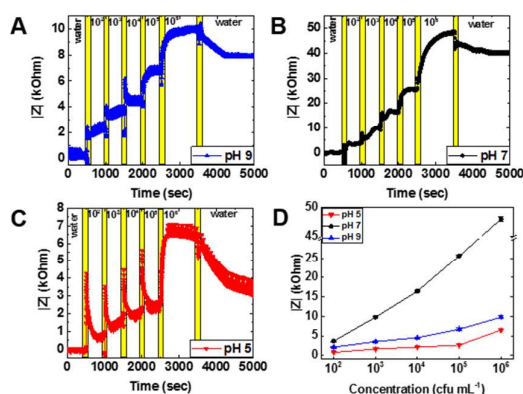 A
water 10² 10³ 10⁴ 10⁵ 10⁶ water
10
8
6
4
2
0
|Z| (kOhm)
pH 9
0 1000 2000 3000 4000 5000
Time (sec)
B
water 10² 10³ 10⁴ 10⁵ 10⁶ water
50
40
30
20
10
0
|Z| (kOhm)
pH 7
0 1000 2000 3000 4000 5000
Time (sec)
C
water 10² 10³ 10⁴ 10⁵ 10⁶ water
7
6
5
4
3
2
1
0
|Z| (kOhm)
pH 5
0 1000 2000 3000 4000 5000
Time (sec)
D
50
45
25
20
15
10
5
0
|Z| (kOhm)
pH 5
pH 7
pH 9
10² 10³ 10⁴ 10⁵ 10⁶
Concentration (cfu mL⁻¹)